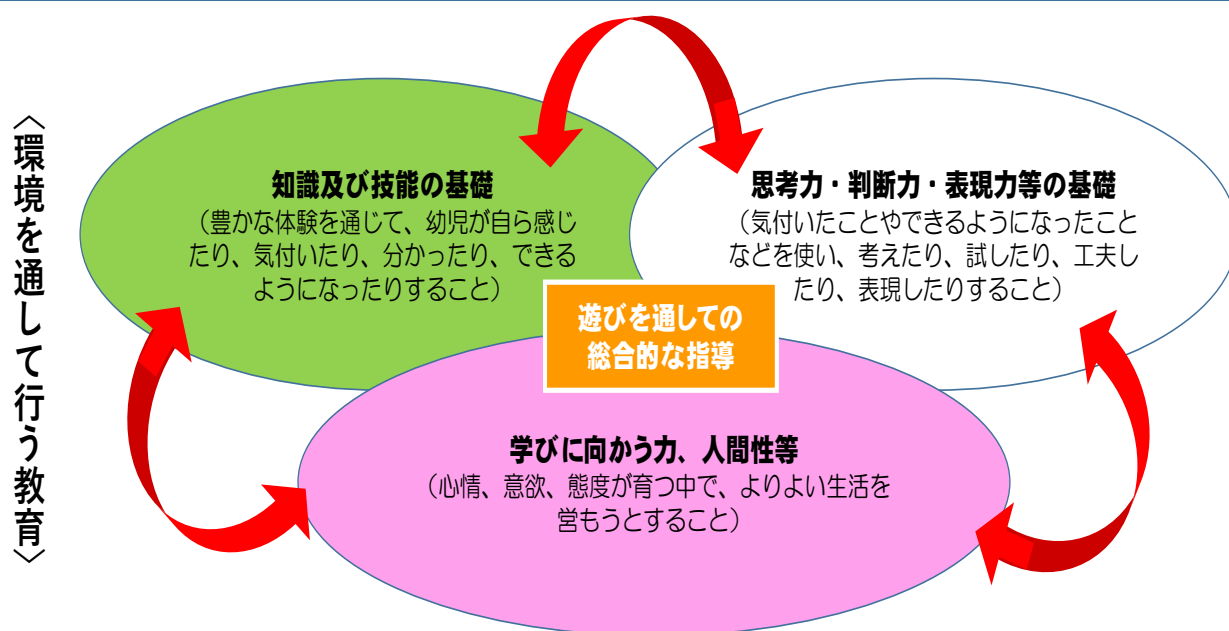 〈環境を通して行う教育〉
知識及び技能の基礎
（豊かな体験を通じて、幼児が自ら感じ
たり、気付いたり、分かったり、できる
ようになったりすること）
思考力・判断力・表現力等の基礎
（気付いたことやできるようになったこと
などを使い、考えたり、試したり、工夫し
たり、表現したりすること）
遊びを通しての
総合的な指導
学びに向かう力、人間性等
（心情、意欲、態度が育つ中で、よりよい生活を
営もうとすること）